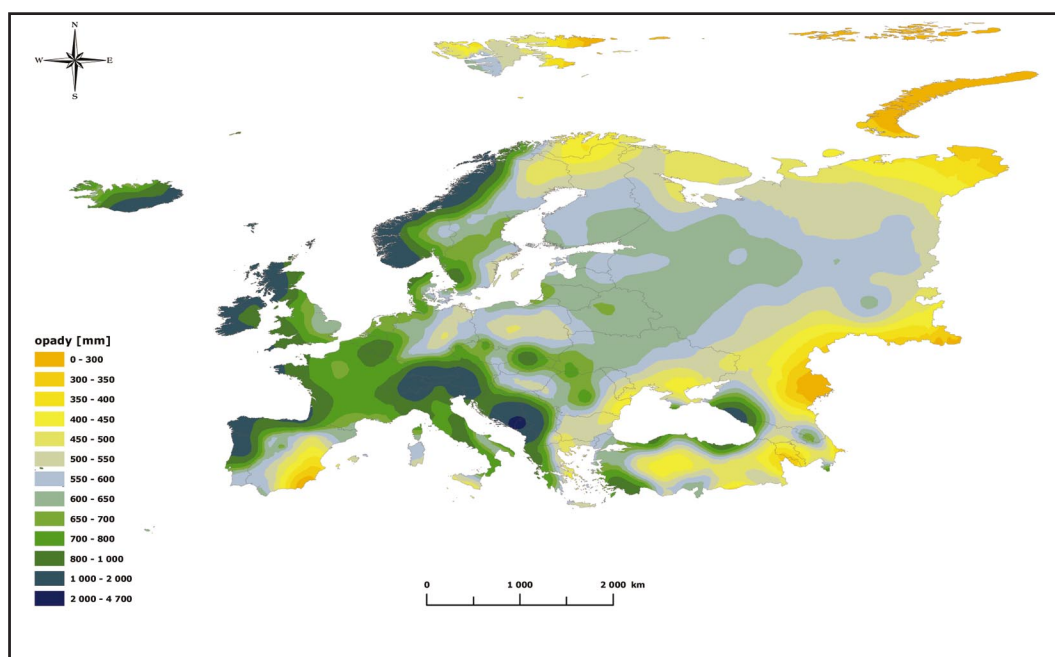 N
W E
S
opady [mm]
0 - 300
300 - 350
350 - 400
400 - 450
450 - 500
500 - 550
550 - 600
600 - 650
650 - 700
700 - 800
800 - 1 000
1 000 - 2 000
2 000 - 4 700
0 1 000 2 000 km